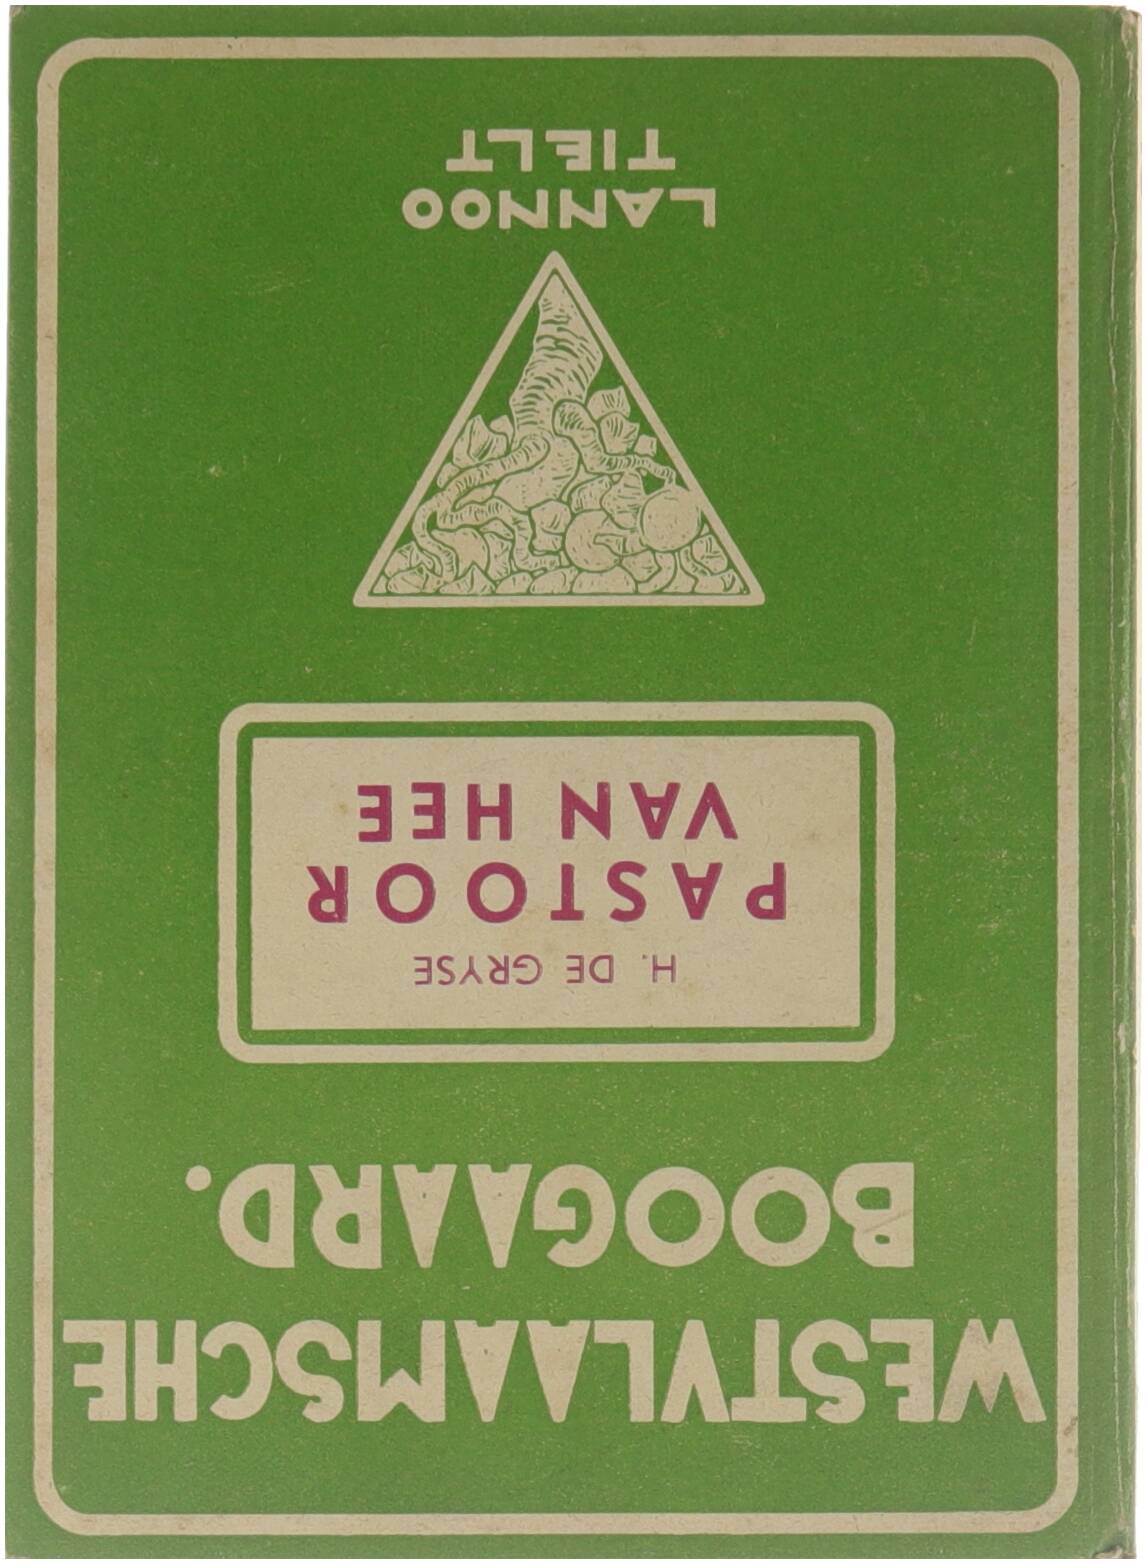 WESTVLAAMSCHE
BOOGAARD.
H. DE GRYSE
PASTOOR
VAN HEE
LANNOO
TIELT